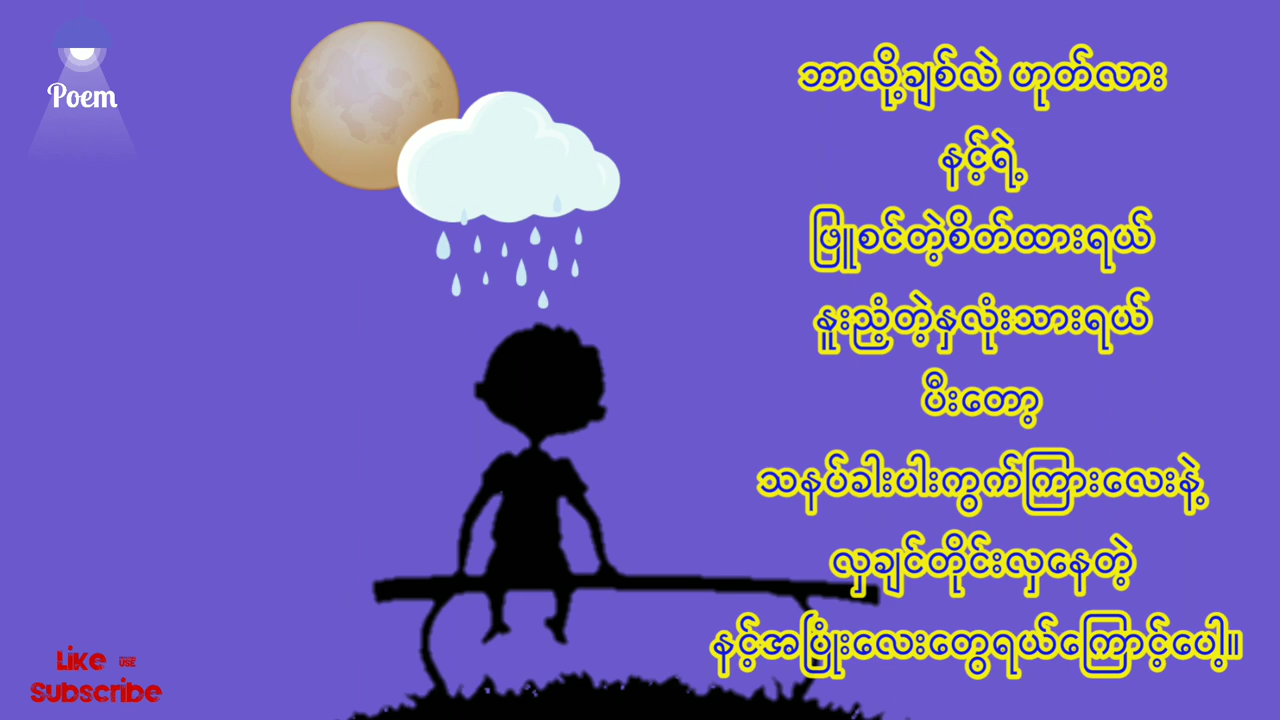 Poem
ဘာလို့ချစ်လဲ ဟုတ်လား
နင့်ရဲ့
ဖြူစင်တဲ့စိတ်ထားရယ်
နူးညံ့တဲ့နှလုံးသားရယ်
ပီးတော့
သနပ်ခါးပါးကွက်ကြားလေးနဲ့
လှချင်တိုင်းလှနေတဲ့
နင့်အပြုံးလေးတွေရယ်ကြောင့်ပေါ့။
Like
USE
Subscribe